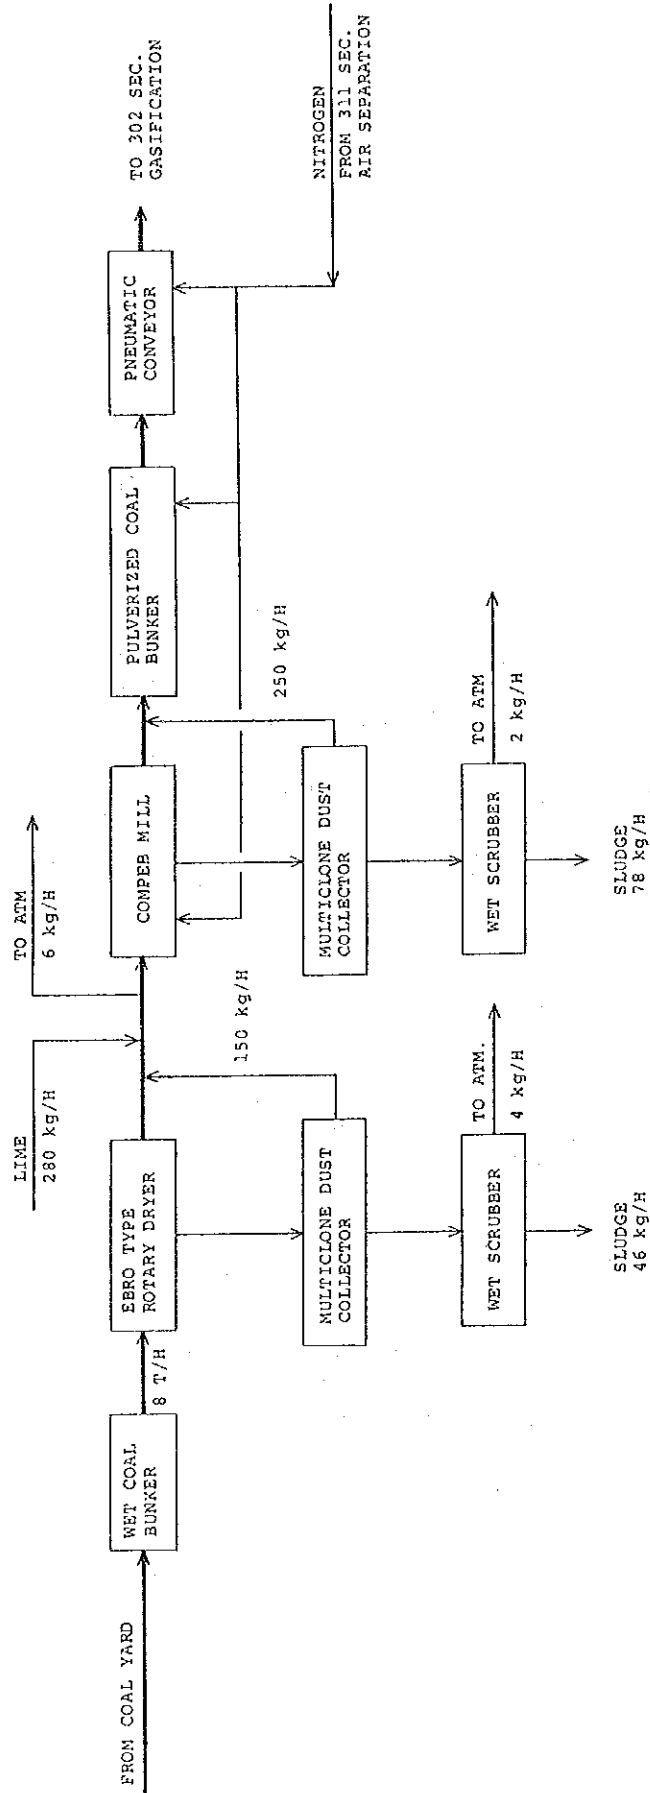 FROM COAL YARD
WET COAL
BUNKER
8 T/H
EBRO TYPE
ROTARY DRYER
LIME
280 kg/H
TO ATM
6 kg/H
150 kg/H
COMPEB MILL
PULVERIZED COAL
BUNKER
PNEUMATIC
CONVEYOR
TO 302 SEC.
GASIFICATION
NITROGEN
FROM 311 SEC.
AIR SEPARATION
250 kg/H
MULTICLONE DUST
COLLECTOR
MULTICLONE DUST
COLLECTOR
WET SCRUBBER
TO ATM.
4 kg/H
WET SCRUBBER
TO ATM
2 kg/H
SLUDGE
46 kg/H
SLUDGE
78 kg/H